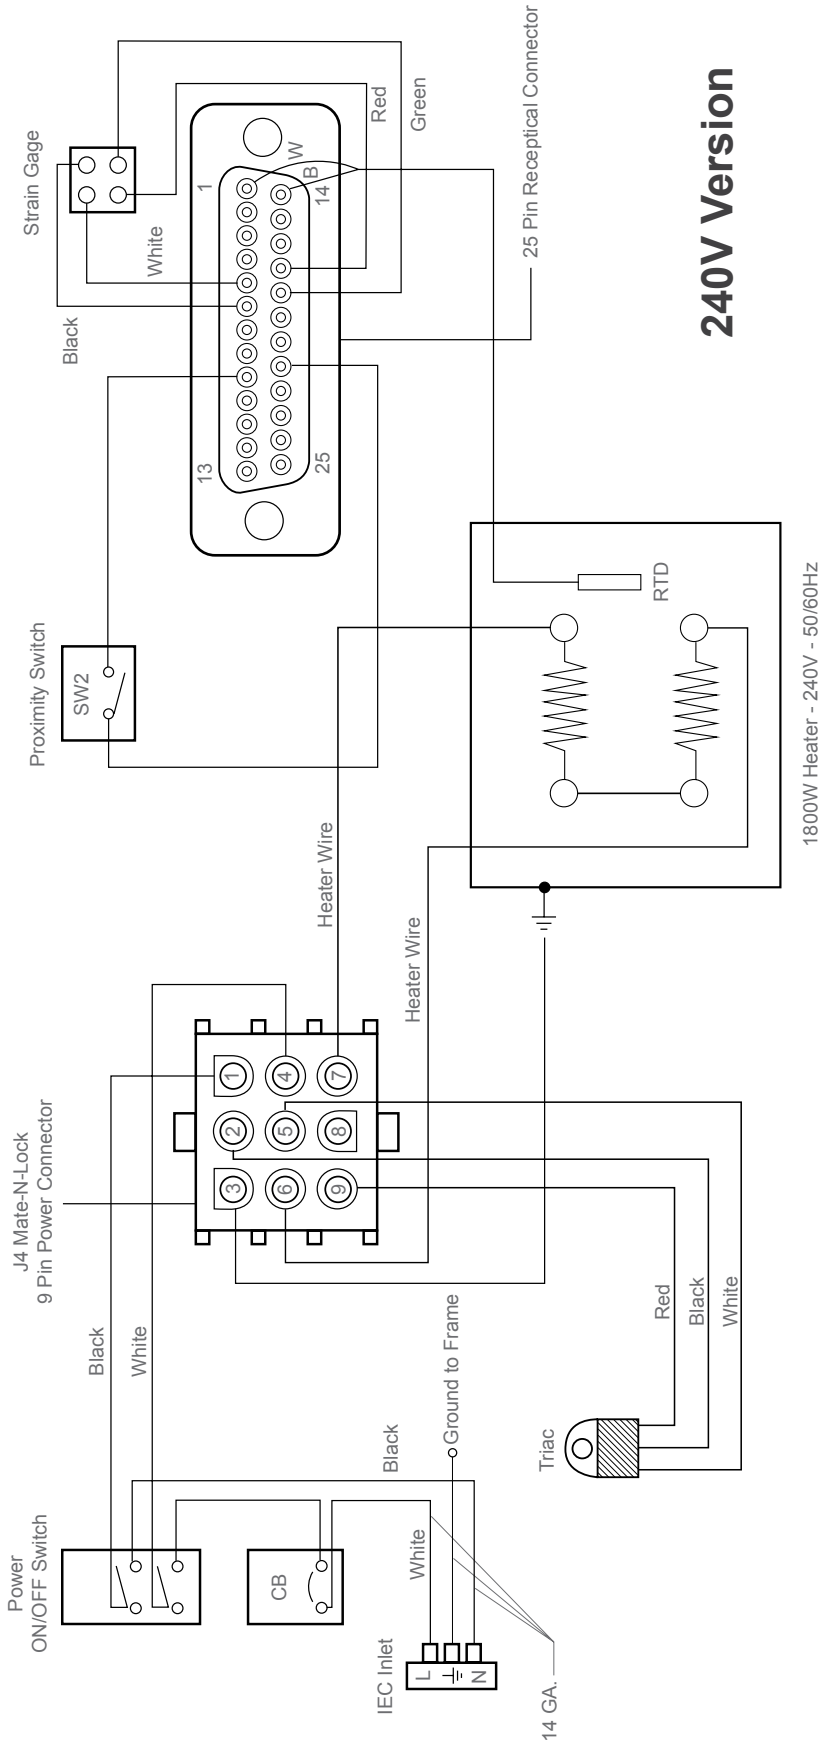 Power
ON/OFF Switch
CB
IEC Inlet
L
N
14 GA.
White
Black
Ground to Frame
Black
White
Triac
Red
Black
White
J4 Mate-N-Lock
9 Pin Power Connector
1
2
3
4
5
6
7
8
9
Heater Wire
Heater Wire
Proximity Switch
SW2
Strain Gage
Black
White
Red
Green
1
13
14
25
W
B
25 Pin Receptical Connector
RTD
1800W Heater - 240V - 50/60Hz
240V Version